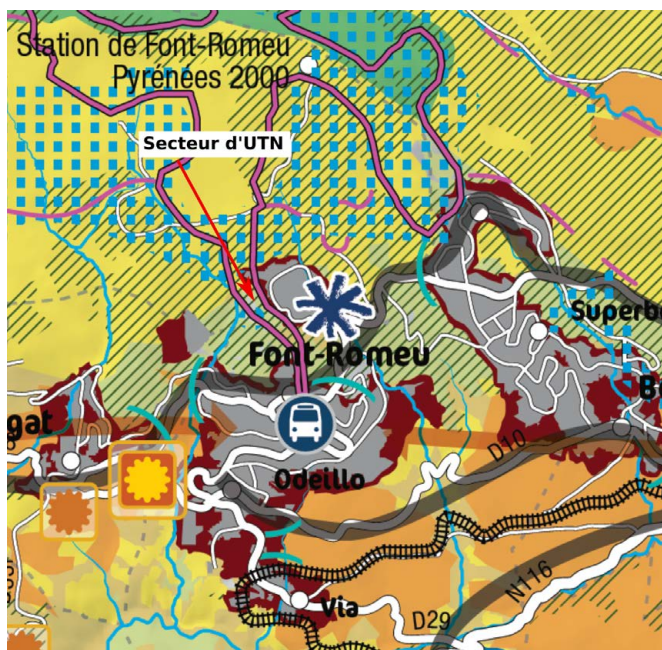 Station de Font-Romeu
Pyrénées 2000
Secteur d'UTN
Font-Romeu
Superb
gat
B
Odeillo
D10
N116
Via
D29